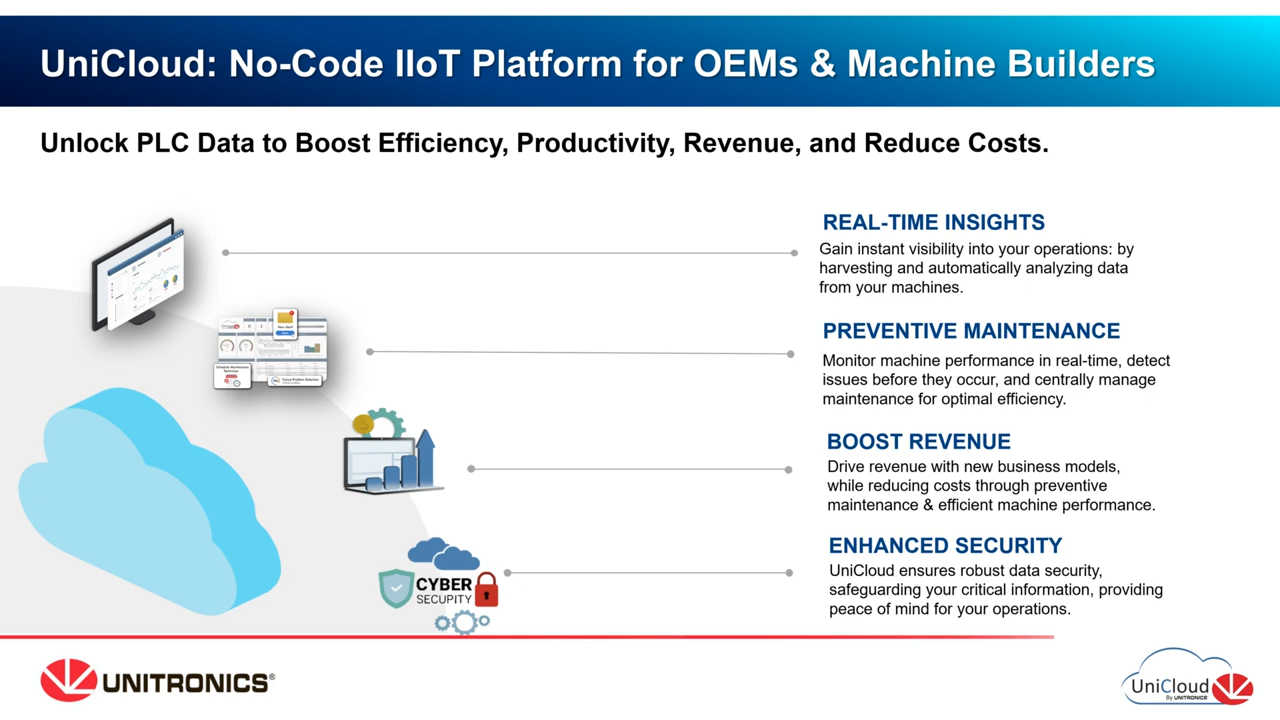 UniCloud: No-Code IIoT Platform for OEMs & Machine Builders
Unlock PLC Data to Boost Efficiency, Productivity, Revenue, and Reduce Costs.
REAL-TIME INSIGHTS
Gain instant visibility into your operations: by
harvesting and automatically analyzing data
from your machines.
PREVENTIVE MAINTENANCE
Monitor machine performance in real-time, detect
issues before they occur, and centrally manage
maintenance for optimal efficiency.
BOOST REVENUE
Drive revenue with new business models,
while reducing costs through preventive
maintenance & efficient machine performance.
ENHANCED SECURITY
UniCloud ensures robust data security,
safeguarding your critical information, providing
peace of mind for your operations.
CYBER
SECURITY
UNITRONICS®
UniCloud
By UNITRONICS